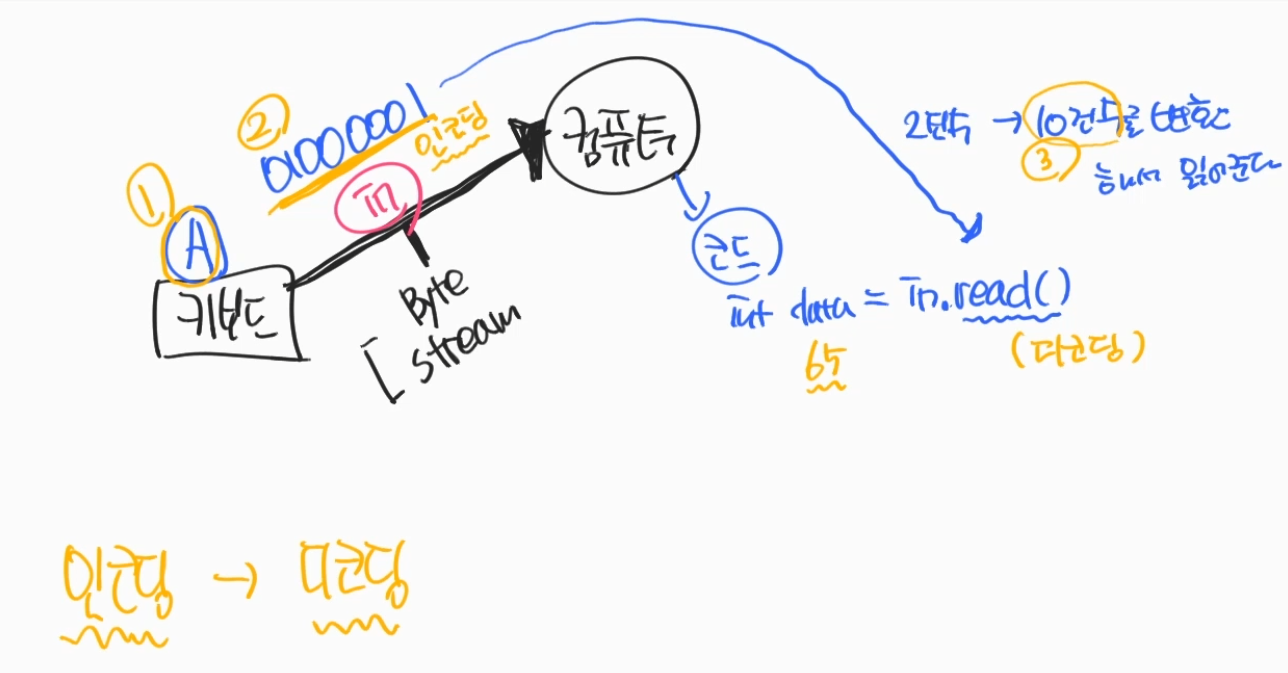 ①
A
키보드
②
01000001
인코딩
in
Byte
stream
컴퓨터
코드
int data = in.read()
65
(디코딩)
2진수 → 10진수로 변환
③
해서 읽어준다
인코딩 → 디코딩